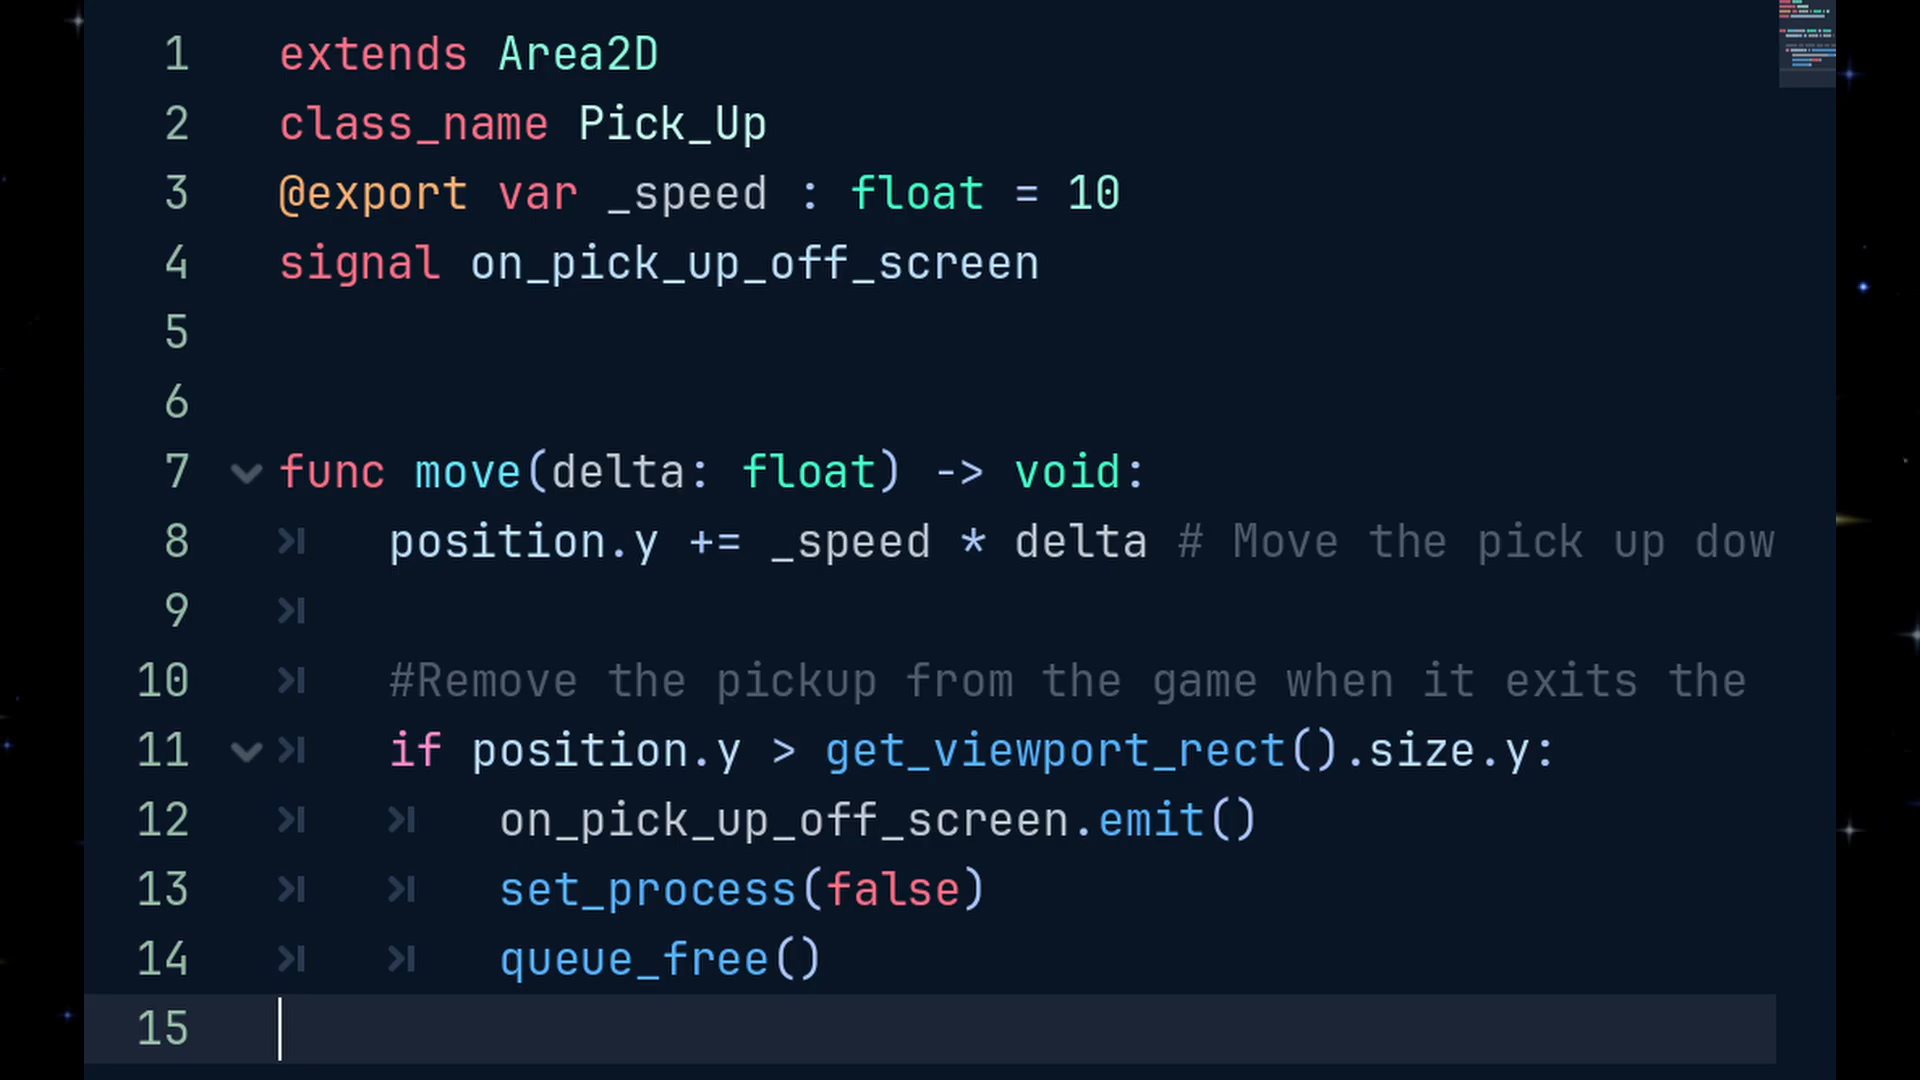 1 extends Area2D
2 class_name Pick_Up
3 @export var _speed : float = 10
4 signal on_pick_up_off_screen
5
6
7 func move(delta: float) -> void:
8 position.y += _speed * delta # Move the pick up dow
9
10 #Remove the pickup from the game when it exits the
11 if position.y > get_viewport_rect().size.y:
12 on_pick_up_off_screen.emit()
13 set_process(false)
14 queue_free()
15